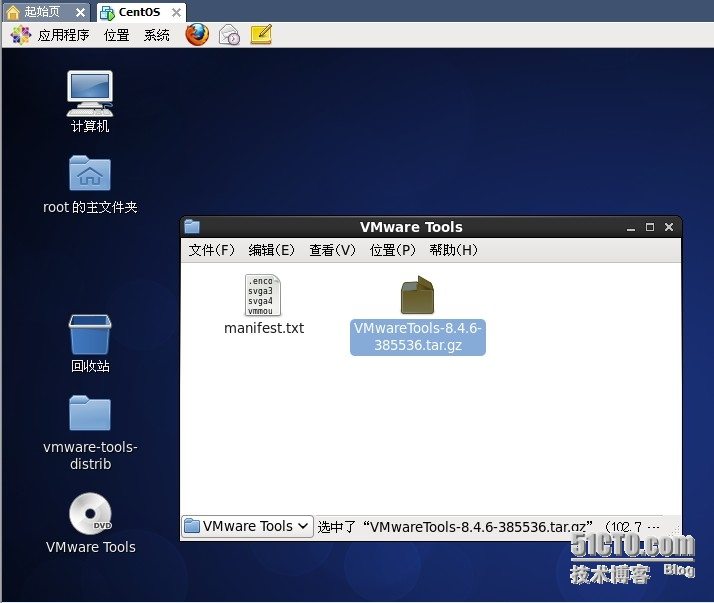 起始页
CentOS
应用程序 位置 系统
计算机
root 的主文件夹
回收站
vmware-tools-
distrib
DVD
VMware Tools
VMware Tools
文件(F) 编辑(E) 查看(V) 位置(P) 帮助(H)
.enco
svga3
svga4
vmmou
manifest.txt
VMwareTools-8.4.6-
385536.tar.gz
VMware Tools
选中了“VMwareTools-8.4.6-385536.tar.gz” (102.7 ...
51CTO.com
技术博客 Blog